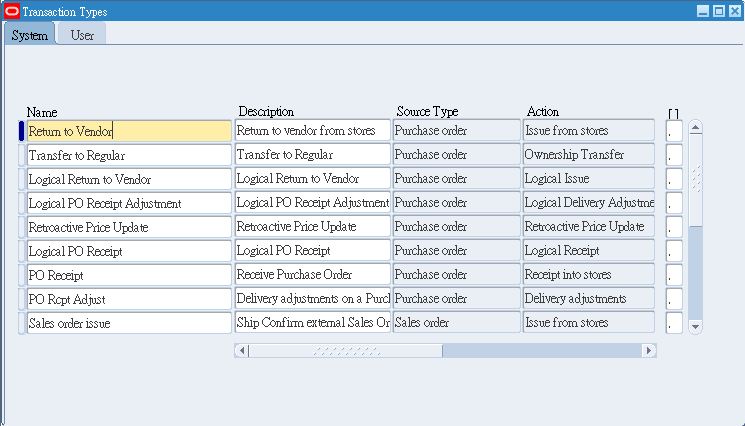 Transaction Types
System User
Name Description Source Type Action [ ]
Return to Vendor Return to vendor from stores Purchase order Issue from stores .
Transfer to Regular Transfer to Regular Purchase order Ownership Transfer .
Logical Return to Vendor Logical Return to Vendor Purchase order Logical Issue .
Logical PO Receipt Adjustment Logical PO Receipt Adjustment Purchase order Logical Delivery Adjustme .
Retroactive Price Update Retroactive Price Update Purchase order Retroactive Price Update .
Logical PO Receipt Logical PO Receipt Purchase order Logical Receipt .
PO Receipt Receive Purchase Order Purchase order Receipt into stores .
PO Rcpt Adjust Delivery adjustments on a Purcl Purchase order Delivery adjustments .
Sales order issue Ship Confirm external Sales Or Sales order Issue from stores .